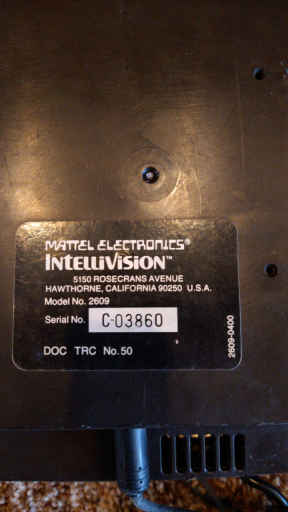 MATTEL ELECTRONICS®
INTELLIVISION™
5150 ROSECRANS AVENUE
HAWTHORNE, CALIFORNIA 90250 U.S.A.
Model No. 2609
Serial No. C-03860
DOC TRC No. 50
2609-0400